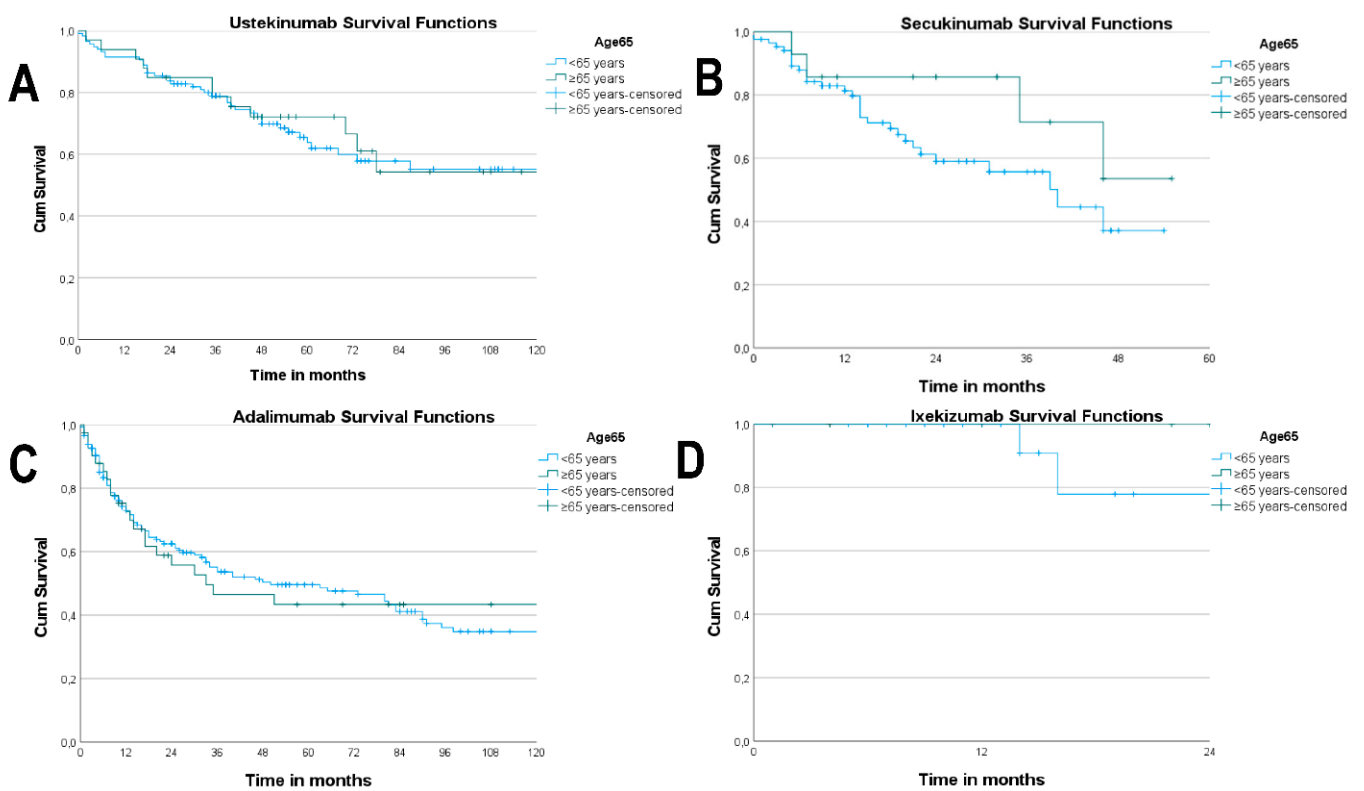 A
Ustekinumab Survival Functions
Cum Survival
1,0
0,8
0,6
0,4
0,2
0,0
0 12 24 36 48 60 72 84 96 108 120
Time in months
Age65
<65 years
≥65 years
<65 years-censored
≥65 years-censored
B
Secukinumab Survival Functions
Cum Survival
1,0
0,8
0,6
0,4
0,2
0,0
0 12 24 36 48 60
Time in months
Age65
<65 years
≥65 years
<65 years-censored
≥65 years-censored
C
Adalimumab Survival Functions
Cum Survival
1,0
0,8
0,6
0,4
0,2
0,0
0 12 24 36 48 60 72 84 96 108 120
Time in months
Age65
<65 years
≥65 years
<65 years-censored
≥65 years-censored
D
Ixekizumab Survival Functions
Cum Survival
1,0
0,8
0,6
0,4
0,2
0,0
0 12 24
Time in months
Age65
<65 years
≥65 years
<65 years-censored
≥65 years-censored